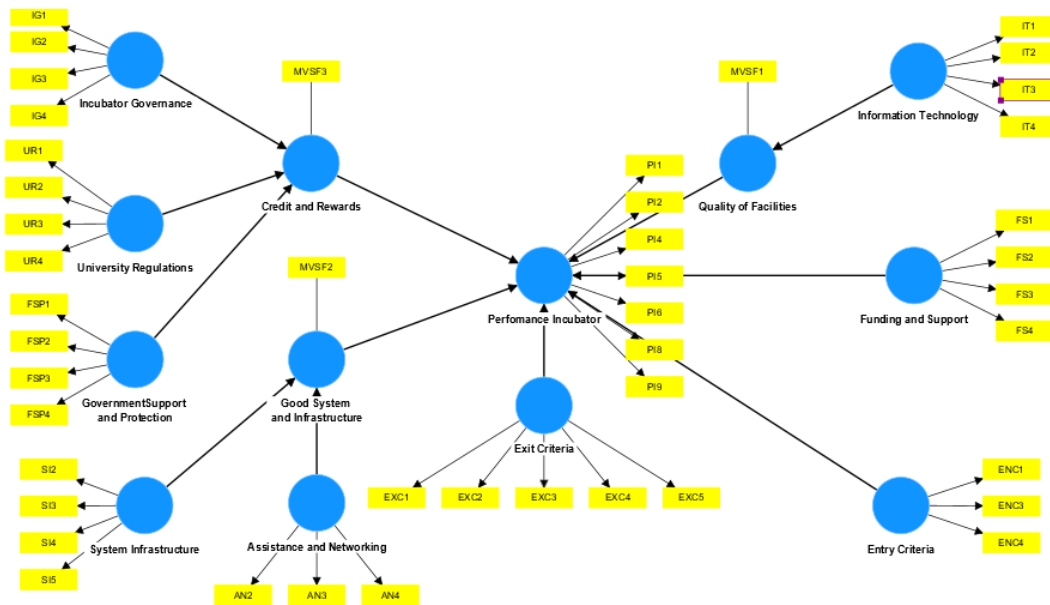 IG1
IG2
IG3
IG4
Incubator Governance
MVSF3
MVSF1
IT1
IT2
IT3
IT4
Information Technology
UR1
UR2
UR3
UR4
University Regulations
Credit and Rewards
PI1
PI2
PI4
PI5
PI6
PI8
PI9
Quality of Facilities
FS1
FS2
FS3
FS4
Funding and Support
MVSF2
Perfomance Incubator
FSP1
FSP2
FSP3
FSP4
GovernmentSupport
and Protection
Good System
and Infrastructure
Exit Criteria
EXC1
EXC2
EXC3
EXC4
EXC5
SI2
SI3
SI4
SI5
System Infrastructure
Assistance and Networking
AN2
AN3
AN4
ENC1
ENC3
ENC4
Entry Criteria